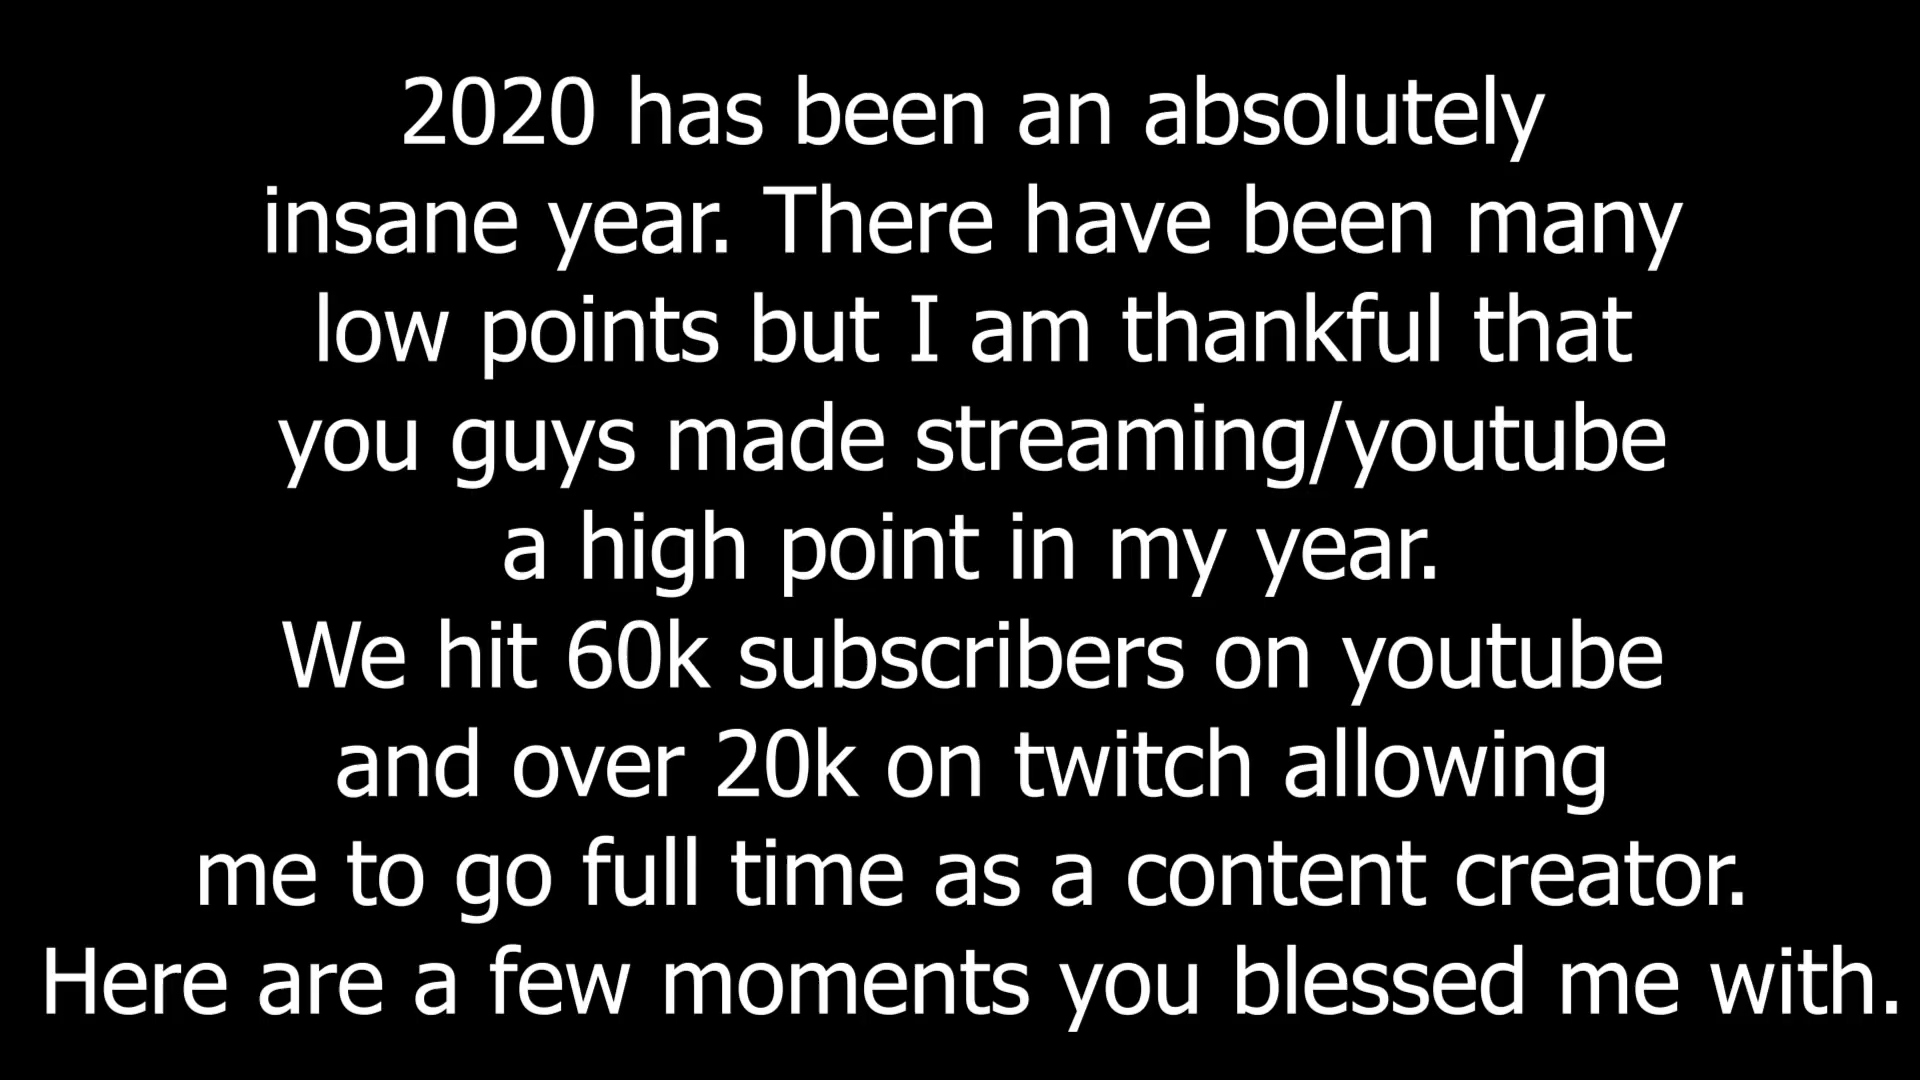 2020 has been an absolutely
insane year. There have been many
low points but I am thankful that
you guys made streaming/youtube
a high point in my year.
We hit 60k subscribers on youtube
and over 20k on twitch allowing
me to go full time as a content creator.
Here are a few moments you blessed me with.